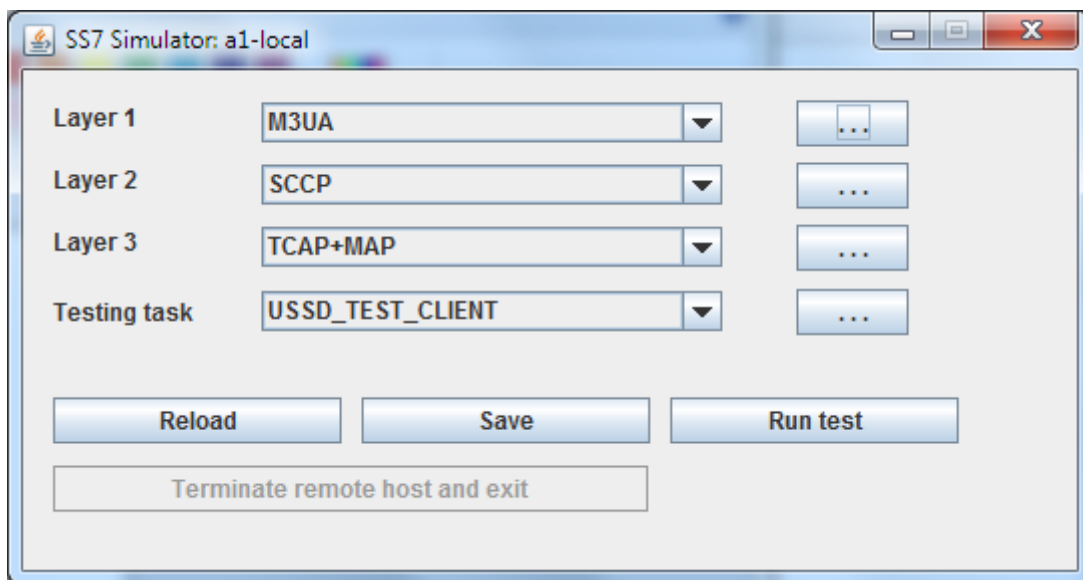 SS7 Simulator: a1-local
Layer 1 M3UA ...
Layer 2 SCCP ...
Layer 3 TCAP+MAP ...
Testing task USSD_TEST_CLIENT ...
Reload Save Run test
Terminate remote host and exit